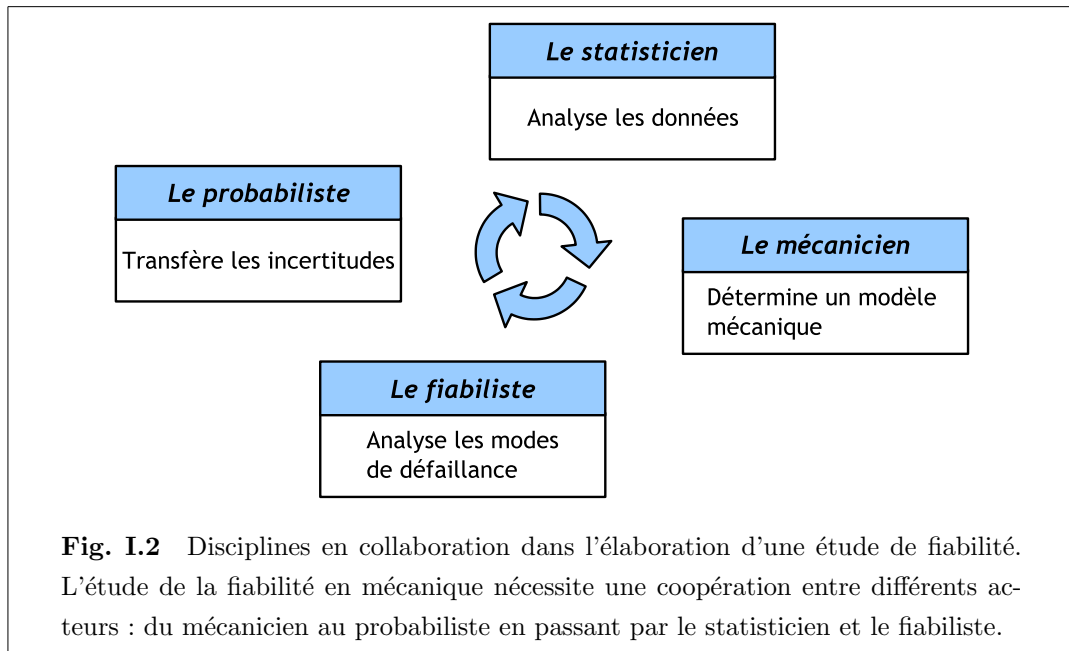 Le statisticien
Analyse les données
Le probabiliste
Transfère les incertitudes
Le mécanicien
Détermine un modèle
mécanique
Le fiabiliste
Analyse les modes
de défaillance
Fig. I.2 Disciplines en collaboration dans l'élaboration d'une étude de fiabilité.
L'étude de la fiabilité en mécanique nécessite une coopération entre différents ac-
teurs : du mécanicien au probabiliste en passant par le statisticien et le fiabiliste.